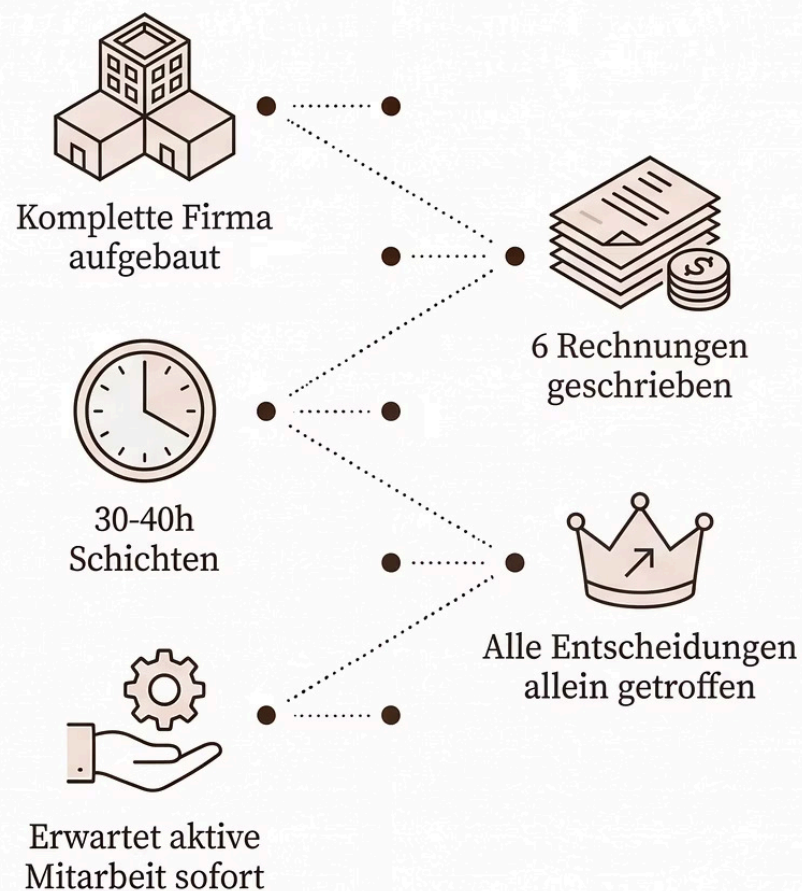 Komplette Firma
aufgebaut
6 Rechnungen
geschrieben
30-40h
Schichten
Alle Entscheidungen
allein getroffen
Erwartet aktive
Mitarbeit sofort